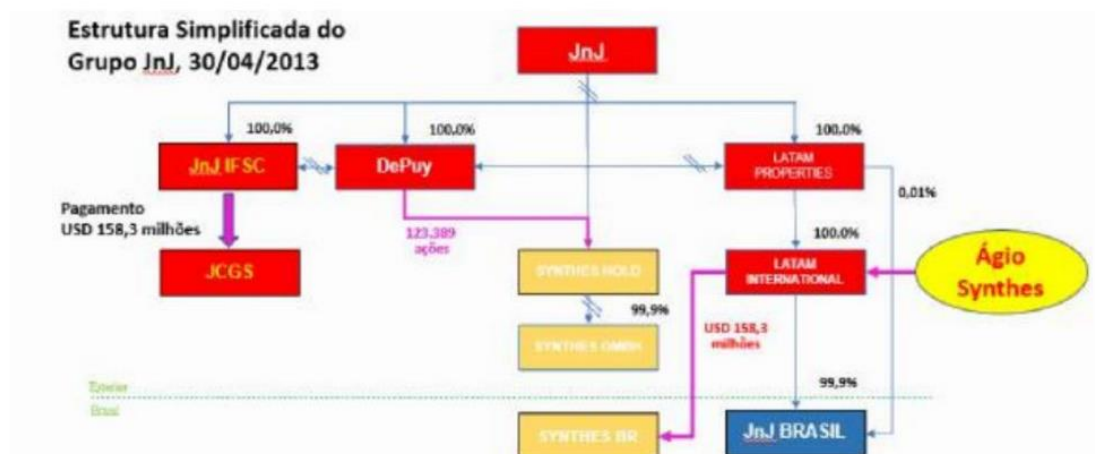 Estrutura Simplificada do
Grupo JnJ, 30/04/2013
JnJ
100,0%
100,0%
100,0%
JnJ IFSC
DePuy
LATAM
PROPERTIES
0,01%
Pagamento
USD 158,3 milhões
123.389
ações
100.0%
JCGS
SYNTHES HOLD
LATAM
INTERNATIONAL
Ágio
Synthes
99,9%
SYNTHES GMBH
USD 158,3
milhões
99,9%
Exterior
Brasil
SYNTHES BR
JnJ BRASIL